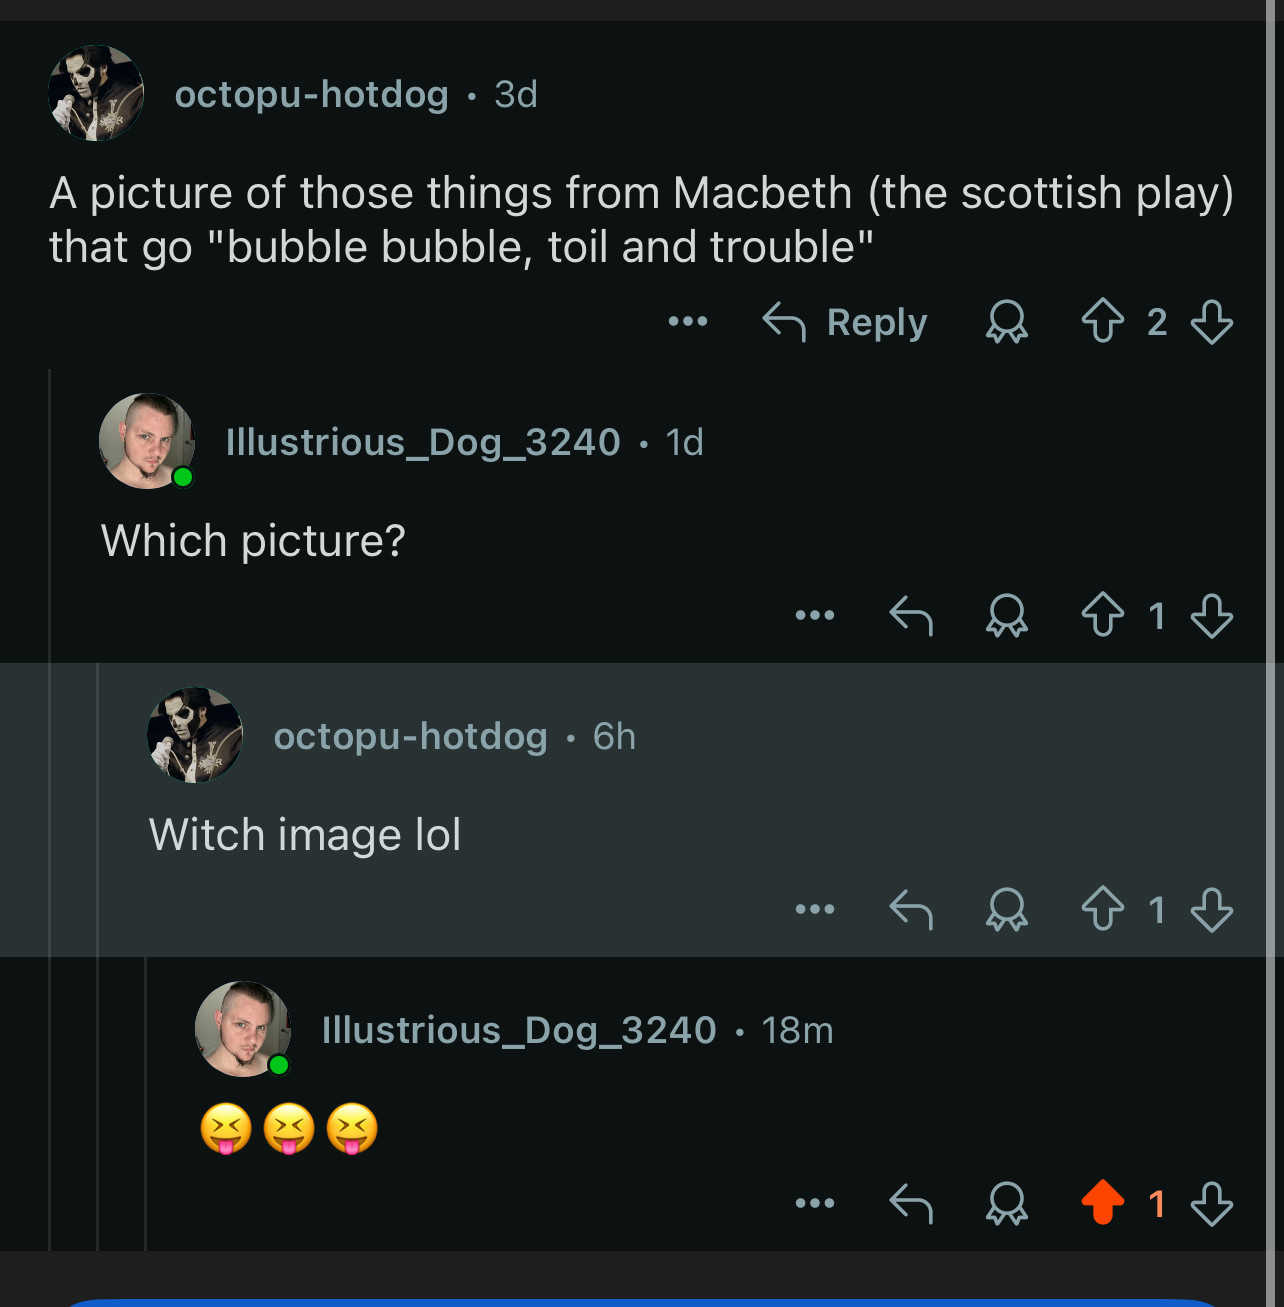 octopu-hotdog • 3d
A picture of those things from Macbeth (the scottish play)
that go "bubble bubble, toil and trouble"
Reply 2
Illustrious_Dog_3240 • 1d
Which picture?
1
octopu-hotdog • 6h
Witch image lol
1
Illustrious_Dog_3240 • 18m
😝😝😝
1